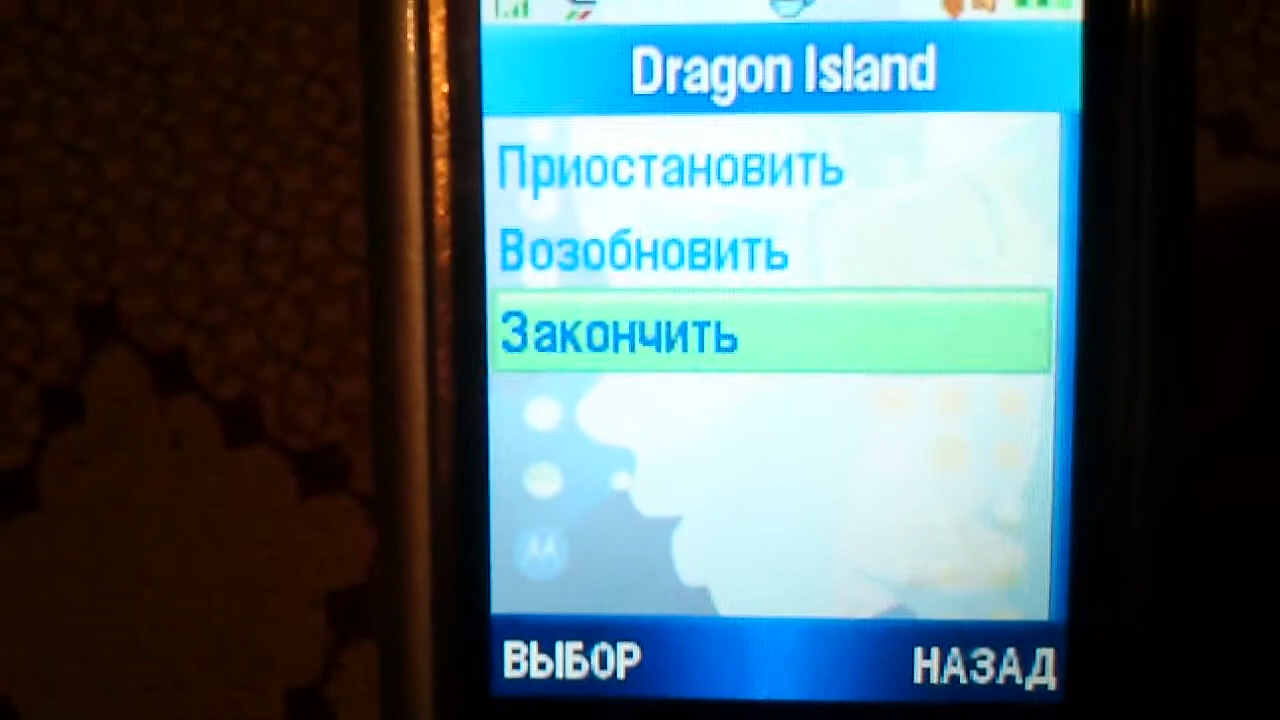 Dragon Island
Приостановить
Возобновить
Закончить
ВЫБОР
НАЗАД